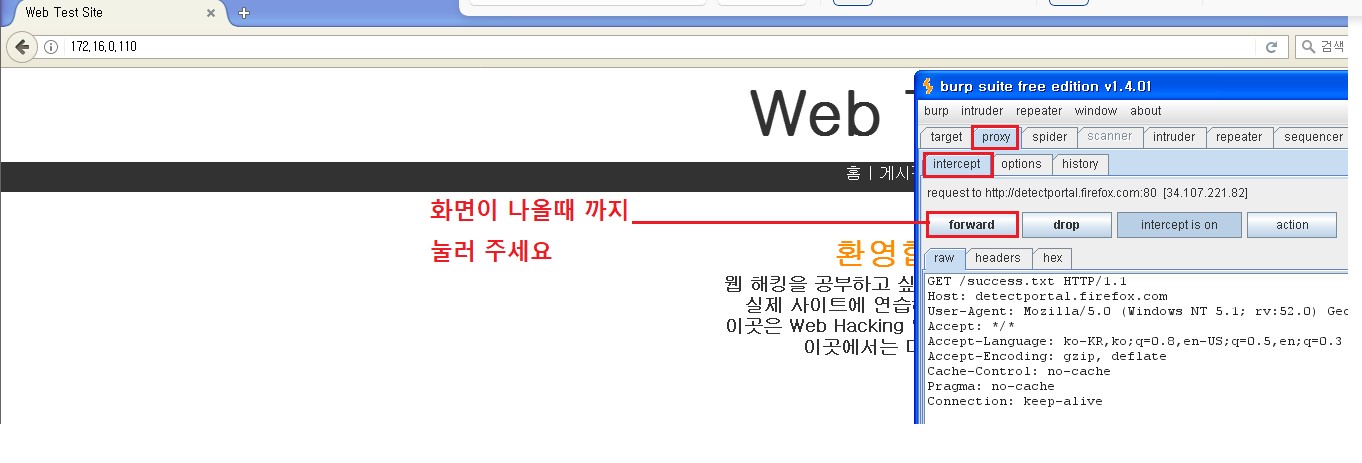 Web Test Site
172.16.0.110
검색
Web
홈 | 게시
화면이 나올때 까지
눌러 주세요
환영합
웹 해킹을 공부하고 싶
실제 사이트에 연습
이곳은 Web Hacking
이곳에서는
burp suite free edition v1.4.01
burp intruder repeater window about
target proxy spider scanner intruder repeater sequencer
intercept options history
request to http://detectportal.firefox.com:80 [34.107.221.82]
forward drop intercept is on action
raw headers hex
GET /success.txt HTTP/1.1
Host: detectportal.firefox.com
User-Agent: Mozilla/5.0 (Windows NT 5.1; rv:52.0) Gec
Accept: */*
Accept-Language: ko-KR,ko;q=0.8,en-US;q=0.5,en;q=0.3
Accept-Encoding: gzip, deflate
Cache-Control: no-cache
Pragma: no-cache
Connection: keep-alive